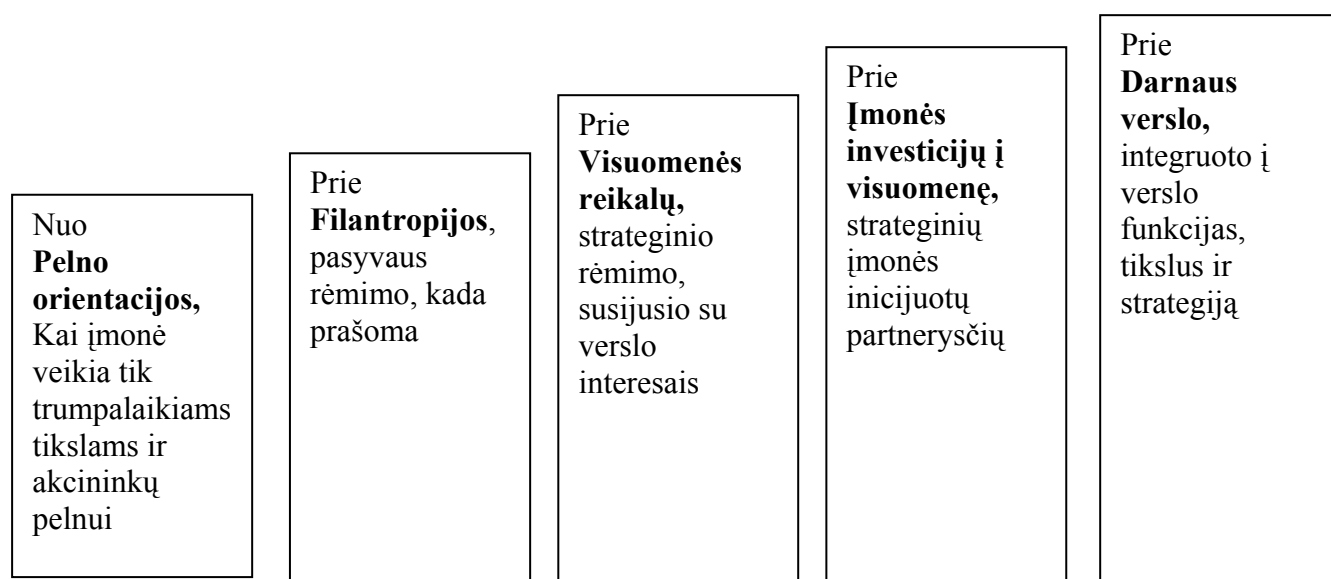 Nuo
Pelno
orientacijos,
Kai įmonė
veikia tik
trumpalaikiams
tikslams ir
akcininkų
pelnui
Prie
Filantropijos,
pasyvaus
rėmimo, kada
prašoma
Prie
Visuomenės
reikalų,
strateginio
rėmimo,
susijusio su
verslo
interesais
Prie
Įmonės
investicijų į
visuomenę,
strateginių
įmonės
inicijuotų
partnerysčių
Prie
Darnaus
verslo,
integruoto į
verslo
funkcijas,
tikslus ir
strategiją